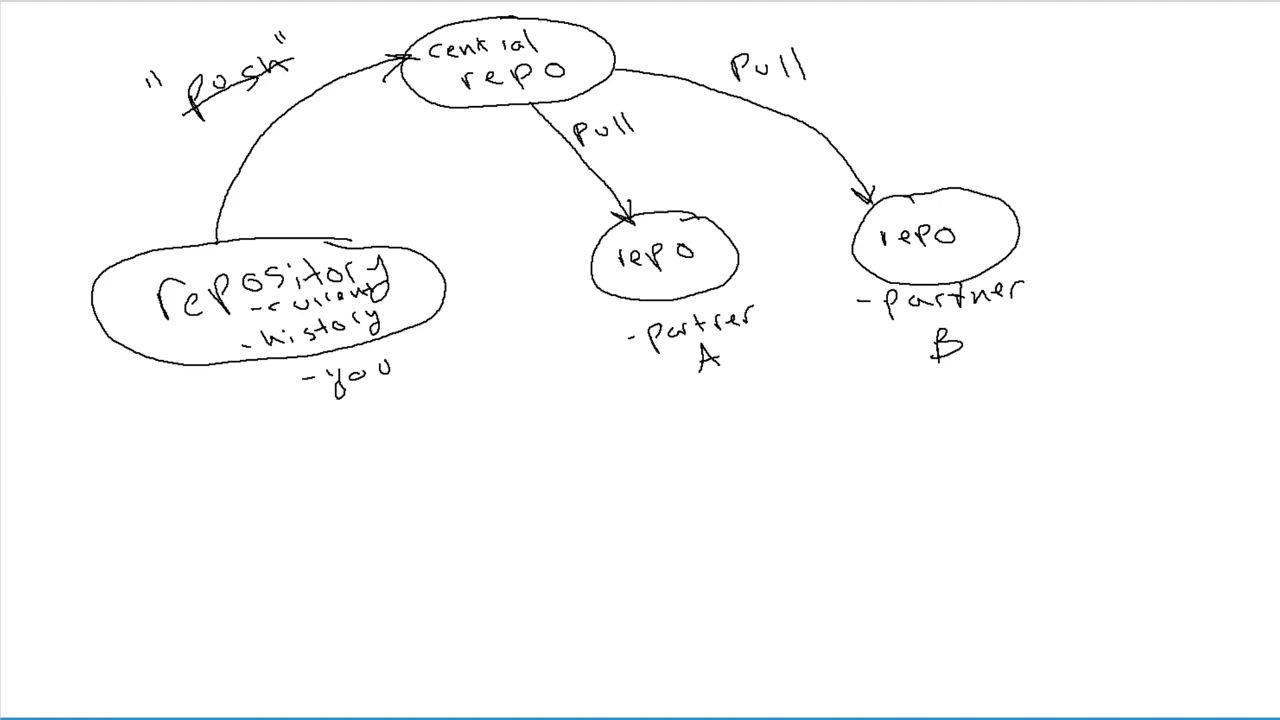 "push"
central
repo
Pull
Pull
repository
-current
-history
-you
repo
-partner
A
repo
-partner
B